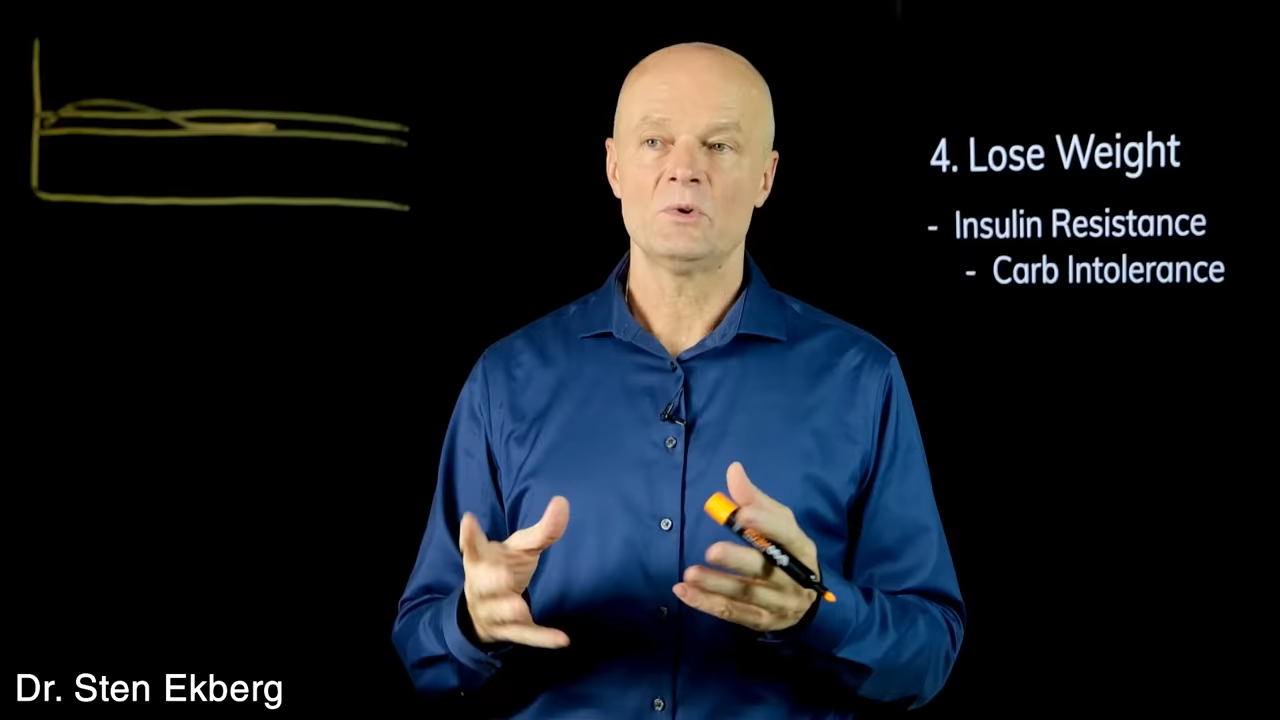 4. Lose Weight
- Insulin Resistance
- Carb Intolerance
Dr. Sten Ekberg